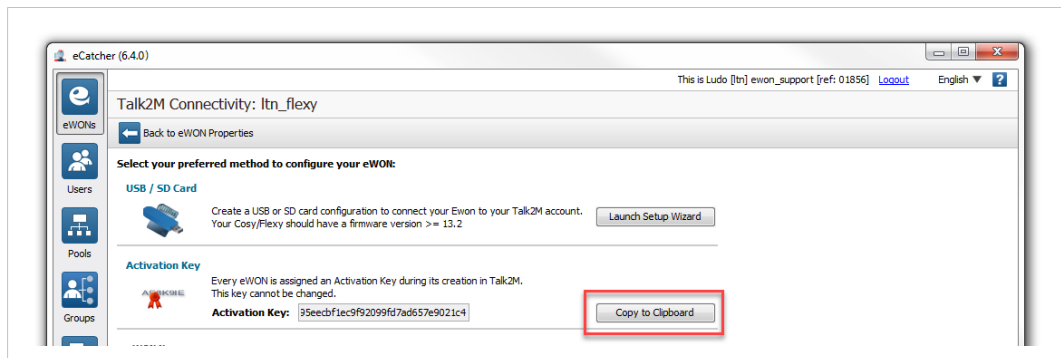 eCatcher (6.4.0)
This is Ludo [ltn] ewon_support [ref: 01856] Logout English ▼ ?
eWONs
Talk2M Connectivity: ltn_flexy
Back to eWON Properties
Select your preferred method to configure your eWON:
Users
USB / SD Card
Create a USB or SD card configuration to connect your Ewon to your Talk2M account.
Your Cosy/Flexy should have a firmware version >= 13.2
Launch Setup Wizard
Pools
Activation Key
Every eWON is assigned an Activation Key during its creation in Talk2M.
This key cannot be changed.
Activation Key: 95eecbf1ec9f92099fd7ad657e9021c4
Copy to Clipboard
Groups